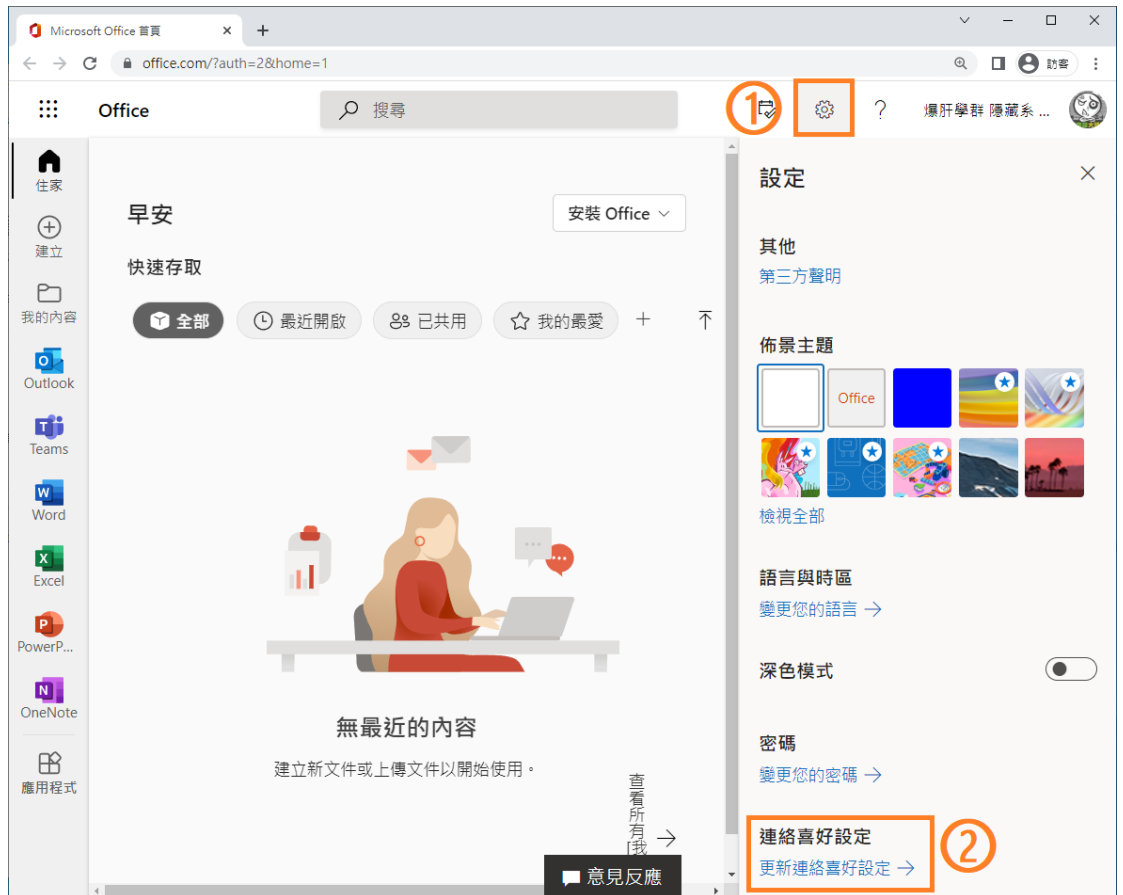 Microsoft Office 首頁
office.com/?auth=2&home=1
訪客
Office
搜尋
①
爆肝學群 隱藏系 ...
住家
建立
我的內容
Outlook
Teams
Word
Excel
PowerP...
OneNote
應用程式
早安
安裝 Office
快速存取
全部
最近開啟
已共用
我的最愛
無最近的內容
建立新文件或上傳文件以開始使用。
查看所有 [我
意見反應
設定
其他
第三方聲明
佈景主題
Office
檢視全部
語言與時區
變更您的語言 →
深色模式
密碼
變更您的密碼 →
連絡喜好設定
更新連絡喜好設定 →
②